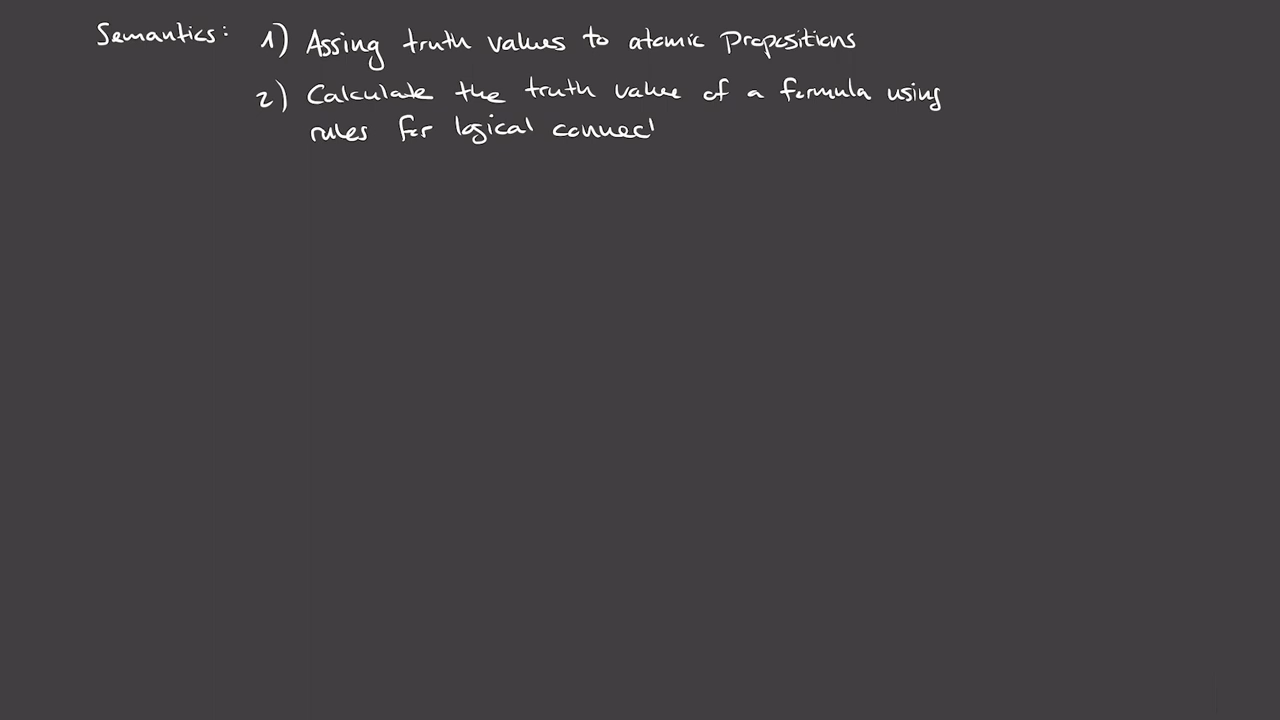 Semantics: 1) Assing truth values to atomic propositions
2) Calculate the truth value of a formula using
rules for logical connect